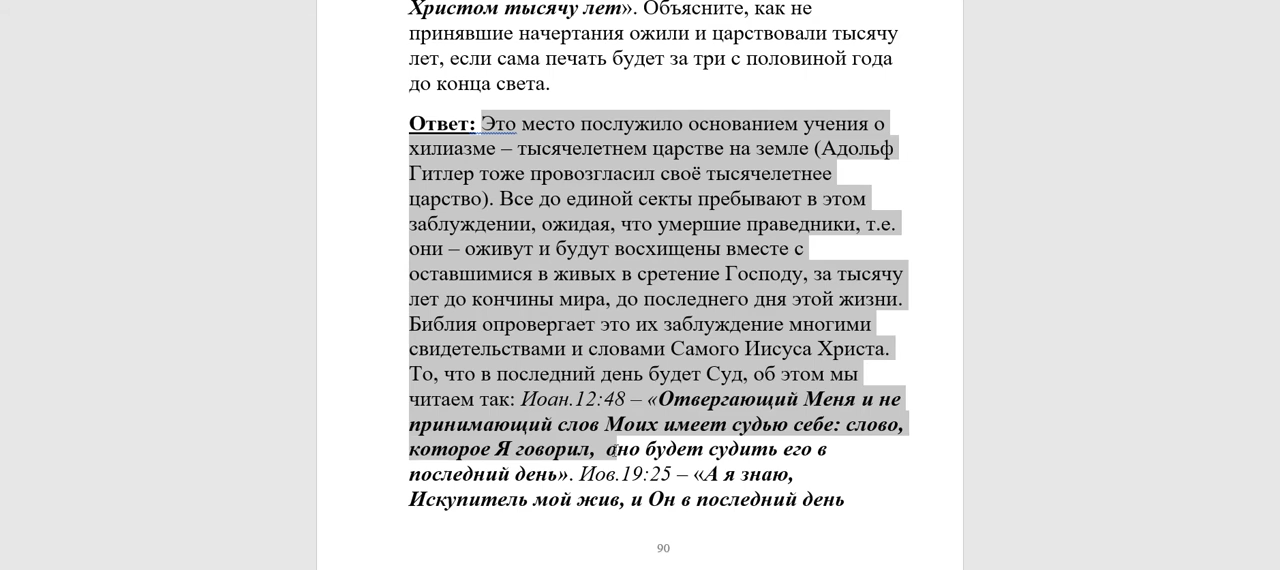 Христом тысячу лет». Объясните, как не
принявшие начертания ожили и царствовали тысячу
лет, если сама печать будет за три с половиной года
до конца света.
Ответ: Это место послужило основанием учения о
хилиазме – тысячелетнем царстве на земле (Адольф
Гитлер тоже провозгласил своё тысячелетнее
царство). Все до единой секты пребывают в этом
заблуждении, ожидая, что умершие праведники, т.е.
они – оживут и будут восхищены вместе с
оставшимися в живых в сретение Господу, за тысячу
лет до кончины мира, до последнего дня этой жизни.
Библия опровергает это их заблуждение многими
свидетельствами и словами Самого Иисуса Христа.
То, что в последний день будет Суд, об этом мы
читаем так: Иоан.12:48 – «Отвергающий Меня и не
принимающий слов Моих имеет судью себе: слово,
которое Я говорил, оно будет судить его в
последний день». Иов.19:25 – «А я знаю,
Искупитель мой жив, и Он в последний день
90